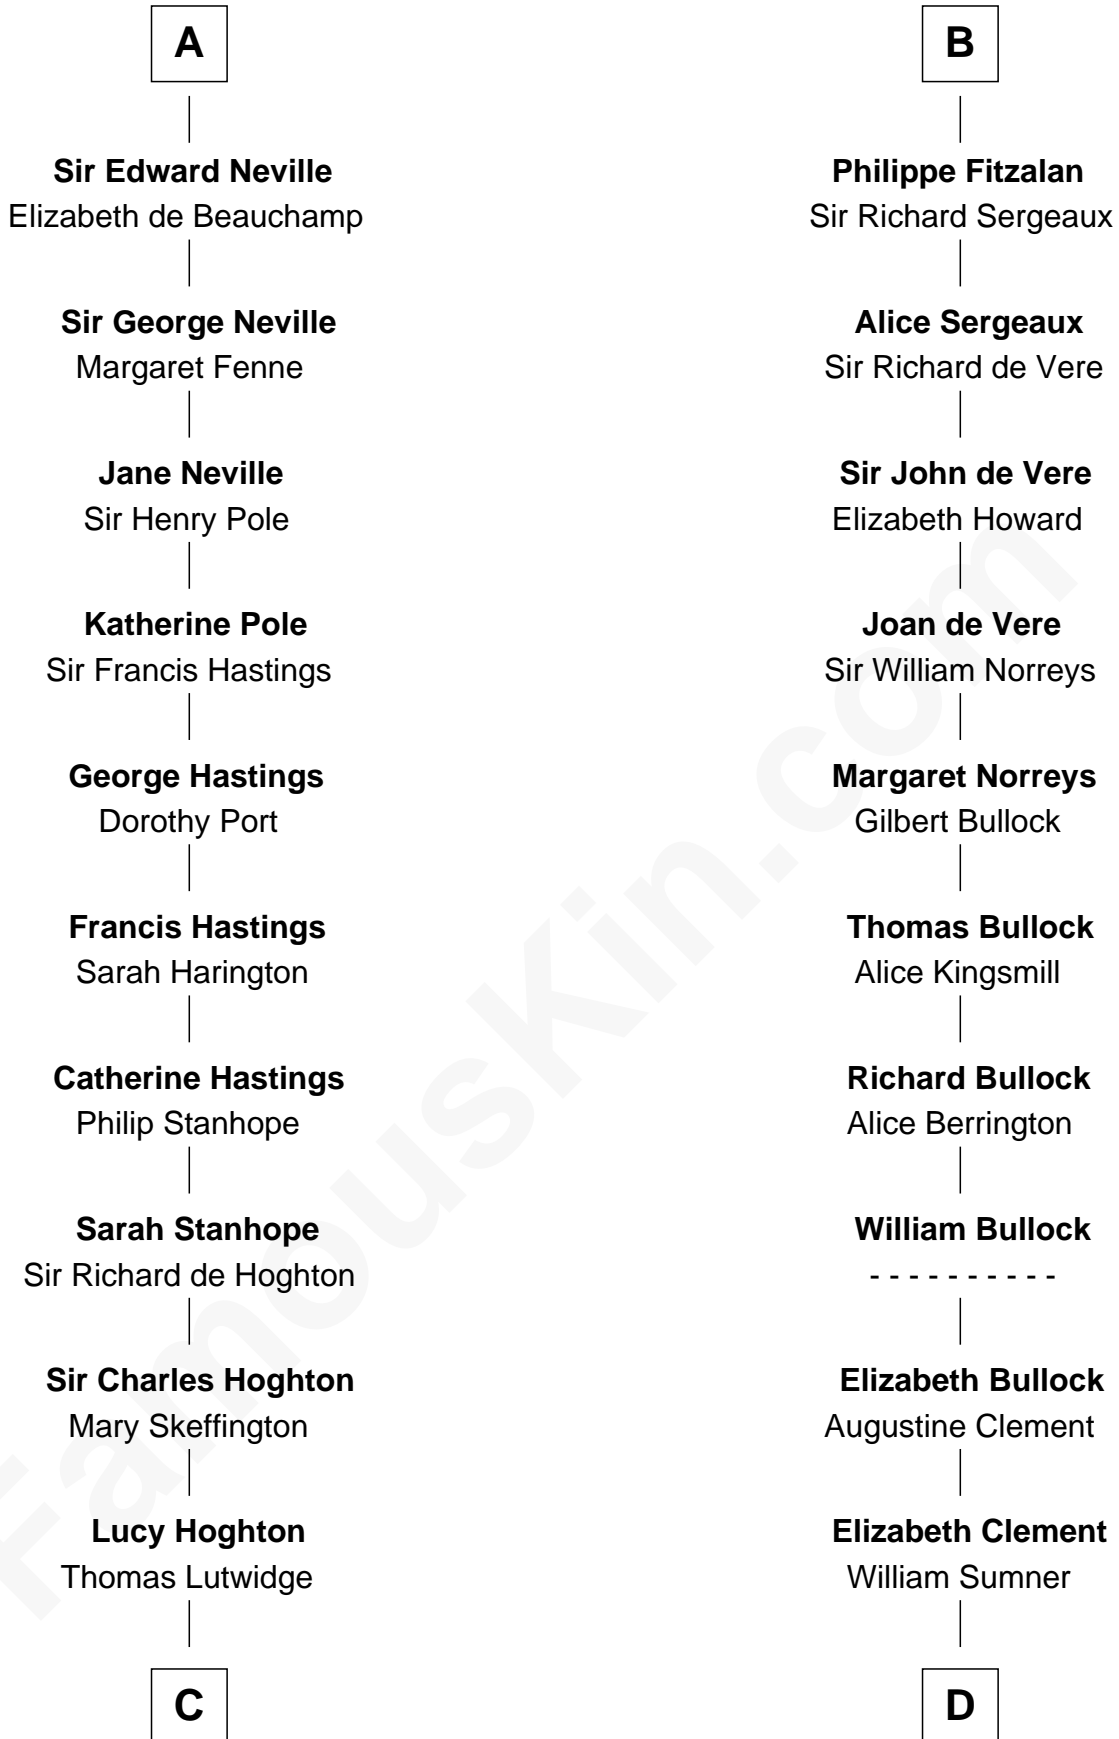 A
Sir Edward Neville
Elizabeth de Beauchamp
Sir George Neville
Margaret Fenne
Jane Neville
Sir Henry Pole
Katherine Pole
Sir Francis Hastings
George Hastings
Dorothy Port
Francis Hastings
Sarah Harington
Catherine Hastings
Philip Stanhope
Sarah Stanhope
Sir Richard de Hoghton
Sir Charles Hoghton
Mary Skeffington
Lucy Hoghton
Thomas Lutwidge
C
B
Philippe Fitzalan
Sir Richard Sergeaux
Alice Sergeaux
Sir Richard de Vere
Sir John de Vere
Elizabeth Howard
Joan de Vere
Sir William Norreys
Margaret Norreys
Gilbert Bullock
Thomas Bullock
Alice Kingsmill
Richard Bullock
Alice Berrington
William Bullock
- - - - - - - - - -
Elizabeth Bullock
Augustine Clement
Elizabeth Clement
William Sumner
D
FamousKin.com